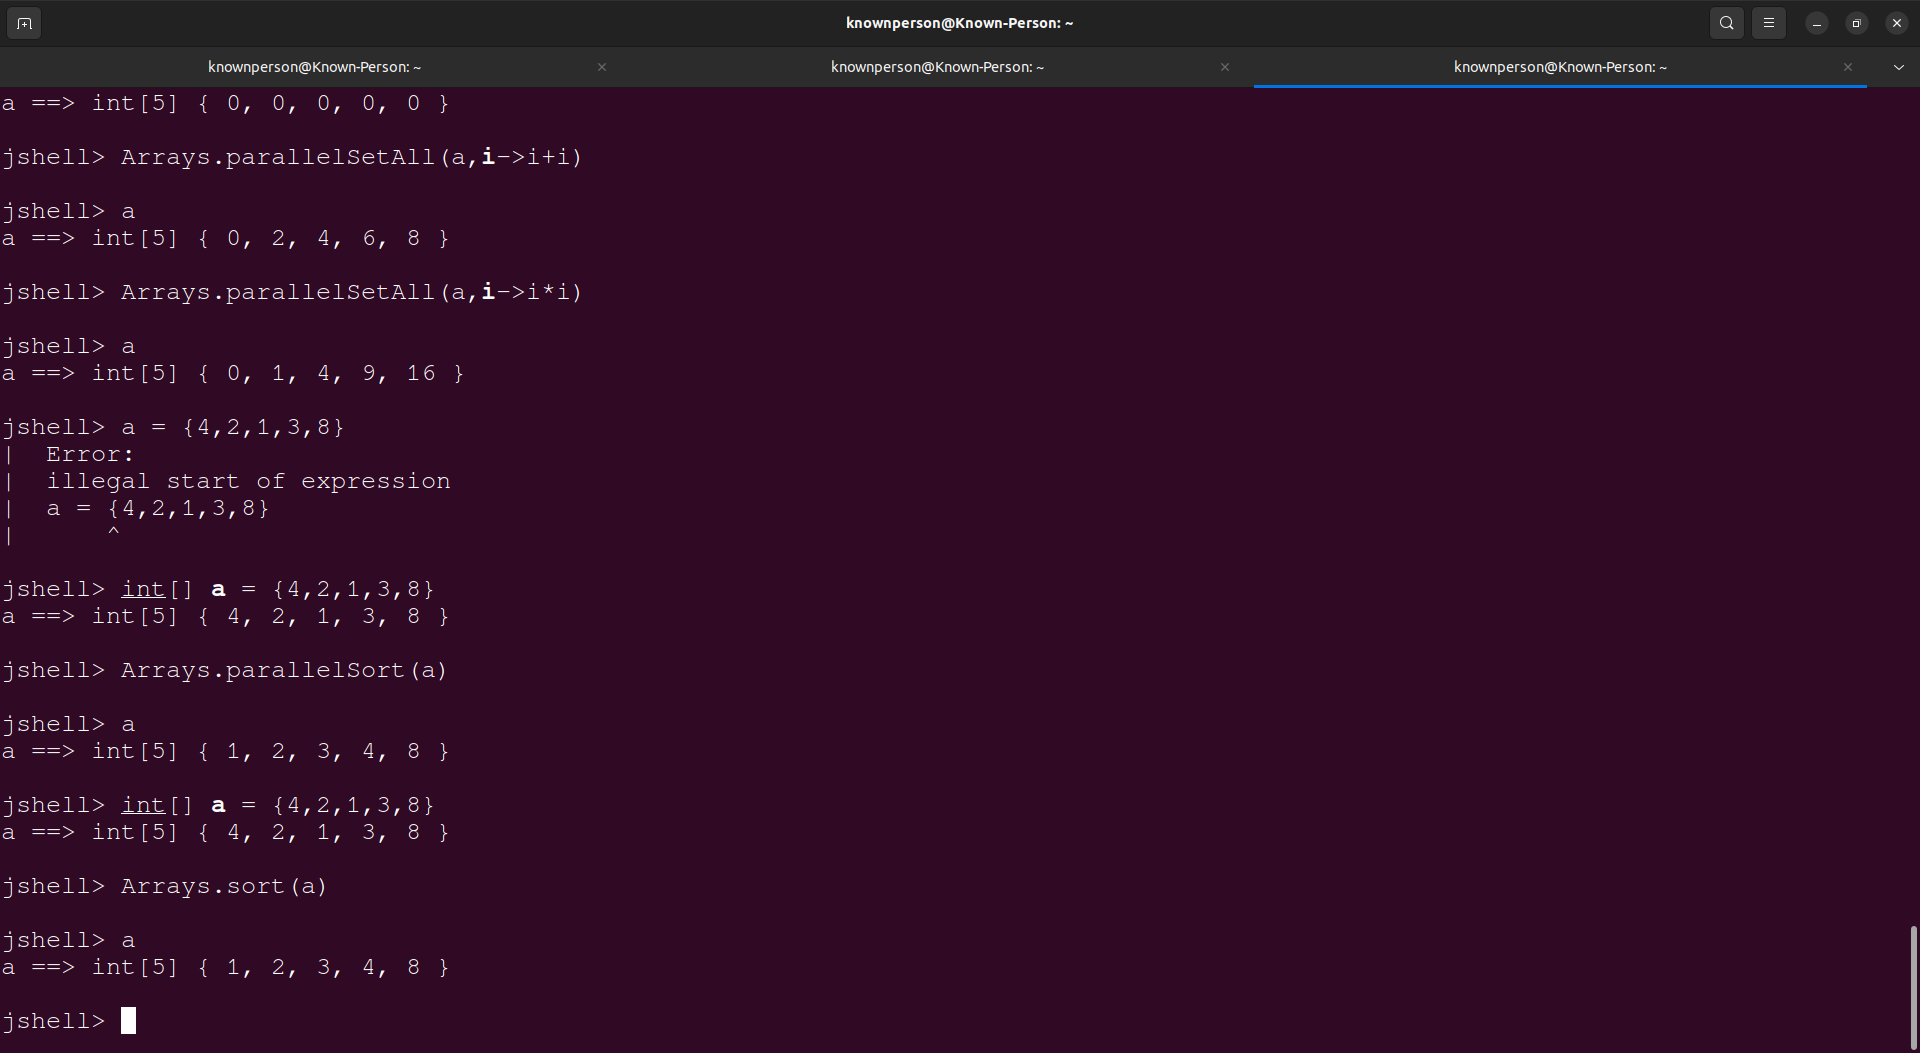 knownperson@Known-Person: ~
knownperson@Known-Person: ~
knownperson@Known-Person: ~
knownperson@Known-Person: ~
a ==> int[5] { 0, 0, 0, 0, 0 }
jshell> Arrays.parallelSetAll(a,i->i+i)
jshell> a
a ==> int[5] { 0, 2, 4, 6, 8 }
jshell> Arrays.parallelSetAll(a,i->i*i)
jshell> a
a ==> int[5] { 0, 1, 4, 9, 16 }
jshell> a = {4,2,1,3,8}
|  Error:
|  illegal start of expression
|  a = {4,2,1,3,8}
|      ^
jshell> int[] a = {4,2,1,3,8}
a ==> int[5] { 4, 2, 1, 3, 8 }
jshell> Arrays.parallelSort(a)
jshell> a
a ==> int[5] { 1, 2, 3, 4, 8 }
jshell> int[] a = {4,2,1,3,8}
a ==> int[5] { 4, 2, 1, 3, 8 }
jshell> Arrays.sort(a)
jshell> a
a ==> int[5] { 1, 2, 3, 4, 8 }
jshell>